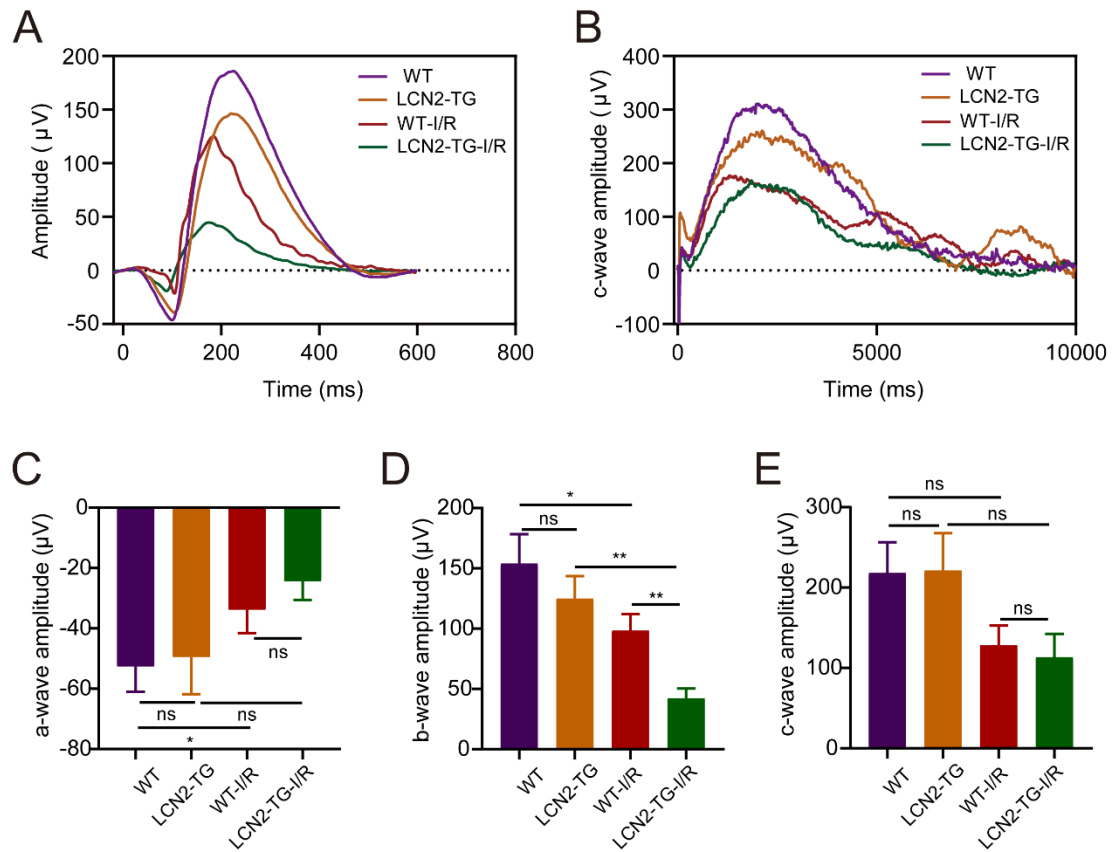 A
200
150
100
50
0
-50
Amplitude (μV)
0
200
400
600
800
Time (ms)
WT
LCN2-TG
WT-I/R
LCN2-TG-I/R
B
400
300
200
100
0
-100
c-wave amplitude (μV)
0
5000
10000
Time (ms)
WT
LCN2-TG
WT-I/R
LCN2-TG-I/R
C
0
-20
-40
-60
-80
a-wave amplitude (μV)
ns
ns
ns
*
WT
LCN2-TG
WT-I/R
LCN2-TG-I/R
D
200
150
100
50
0
b-wave amplitude (μV)
*
ns
**
**
WT
LCN2-TG
WT-I/R
LCN2-TG-I/R
E
300
200
100
0
c-wave amplitude (μV)
ns
ns
ns
ns
WT
LCN2-TG
WT-I/R
LCN2-TG-I/R